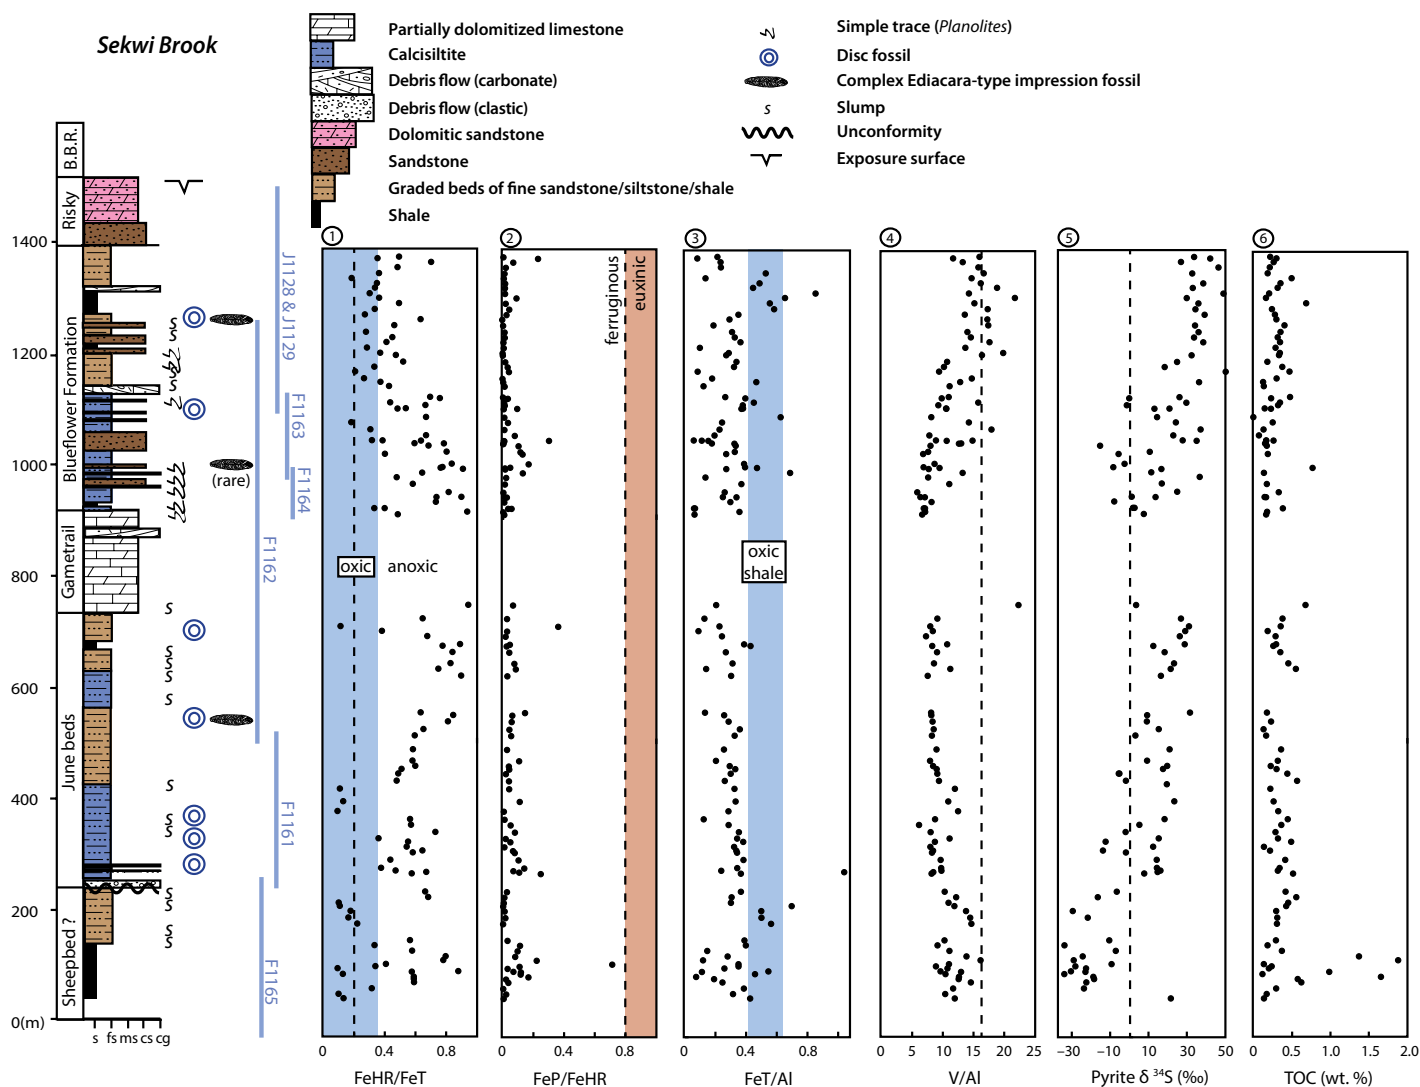 Sekwi Brook
Partially dolomitized limestone
Calcisiltite
Debris flow (carbonate)
Debris flow (clastic)
Dolomitic sandstone
Sandstone
Graded beds of fine sandstone/siltstone/shale
Shale
Simple trace (Planolites)
Disc fossil
Complex Ediacara-type impression fossil
s Slump
Unconformity
Exposure surface
B.B.R.
Risky
Blueflower Formation
Gametrail
June beds
Sheepbed ?
1400
1200
1000
800
600
400
200
0(m)
s fs ms cs cg
s
s
s
s
s
(rare)
s
s
s
s
s
s
s
s
s
s
s
J1128 & J1129
F1163
F1164
F1162
F1161
F1165
1
oxic anoxic
0 0.4 0.8
FeHR/FeT
2
ferruginous
euxinic
0 0.4 0.8
FeP/FeHR
3
oxic
shale
0 0.4 0.8
FeT/Al
4
0 5 15 25
V/Al
5
−30 −10 10 30 50
Pyrite δ 34S (‰)
6
0 0.5 1.0 1.5 2.0
TOC (wt. %)